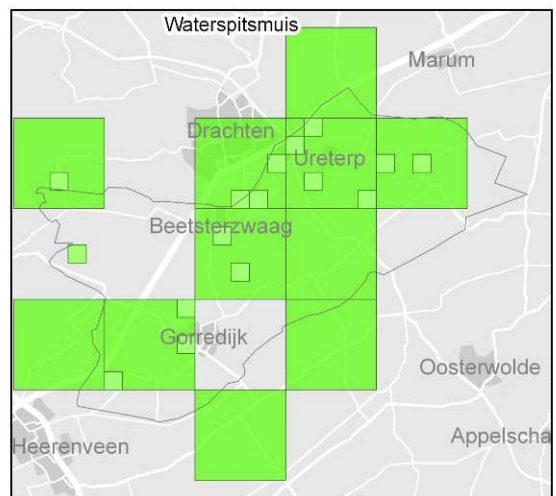 Waterspitsmuis
Marum
Drachten
Ureterp
Beetsterzwaag
Gorredijk
Oosterwolde
Heerenveen
Appelscha